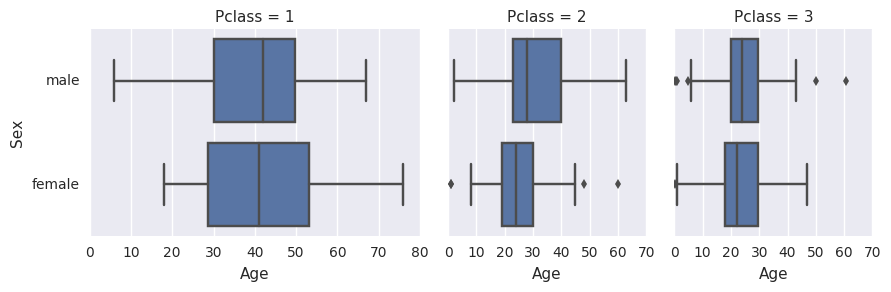 Pclass = 1
Pclass = 2
Pclass = 3
Sex
male
female
0 10 20 30 40 50 60 70 80
0 10 20 30 40 50 60 70
0 10 20 30 40 50 60 70
Age
Age
Age